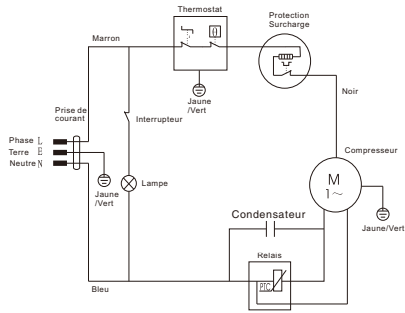 Thermostat
Protection
Surcharge
Marron
Jaune
/Vert
Noir
Prise de
courant
Interrupteur
Phase L
Terre E
Neutre N
Compresseur
M
1~
Jaune
/Vert
Lampe
Condensateur
Jaune/Vert
Relais
PTC
Bleu